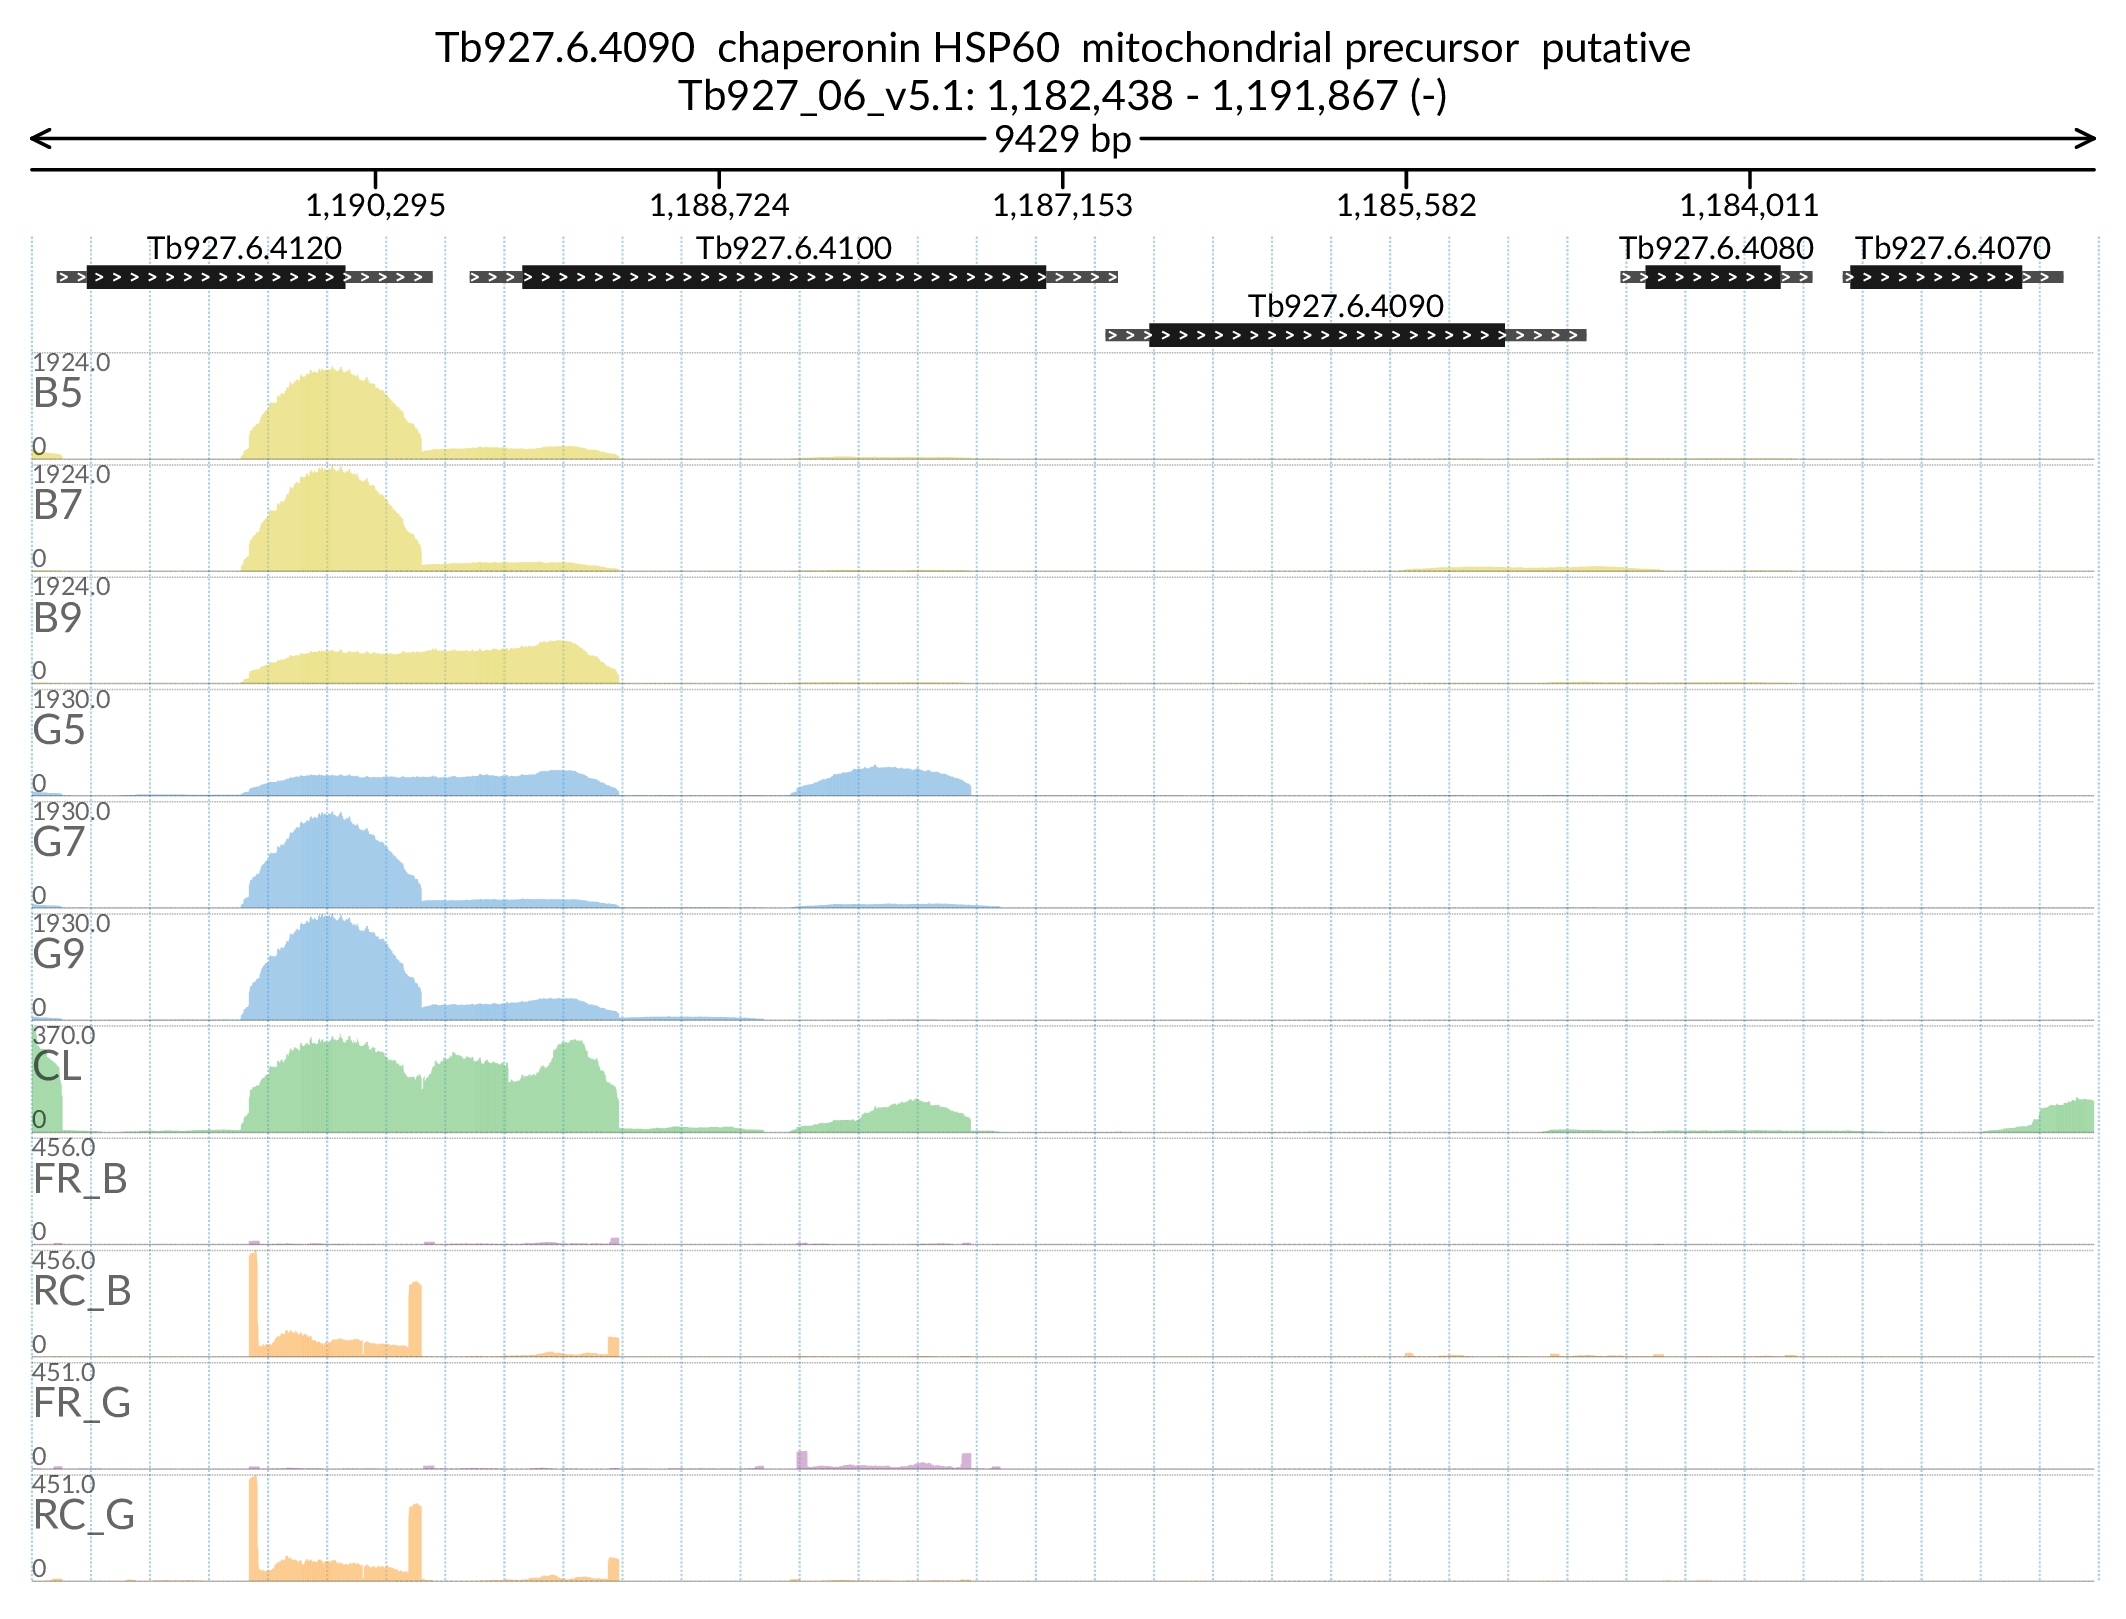 Tb927.6.4090  chaperonin HSP60  mitochondrial precursor  putative
Tb927_06_v5.1: 1,182,438 - 1,191,867 (-)
9429 bp
1,190,295 1,188,724 1,187,153 1,185,582 1,184,011
Tb927.6.4120 Tb927.6.4100 Tb927.6.4080 Tb927.6.4070
Tb927.6.4090
1924.0
B5
0
1924.0
B7
0
1924.0
B9
0
1930.0
G5
0
1930.0
G7
0
1930.0
G9
0
370.0
CL
0
456.0
FR_B
0
456.0
RC_B
0
451.0
FR_G
0
451.0
RC_G
0